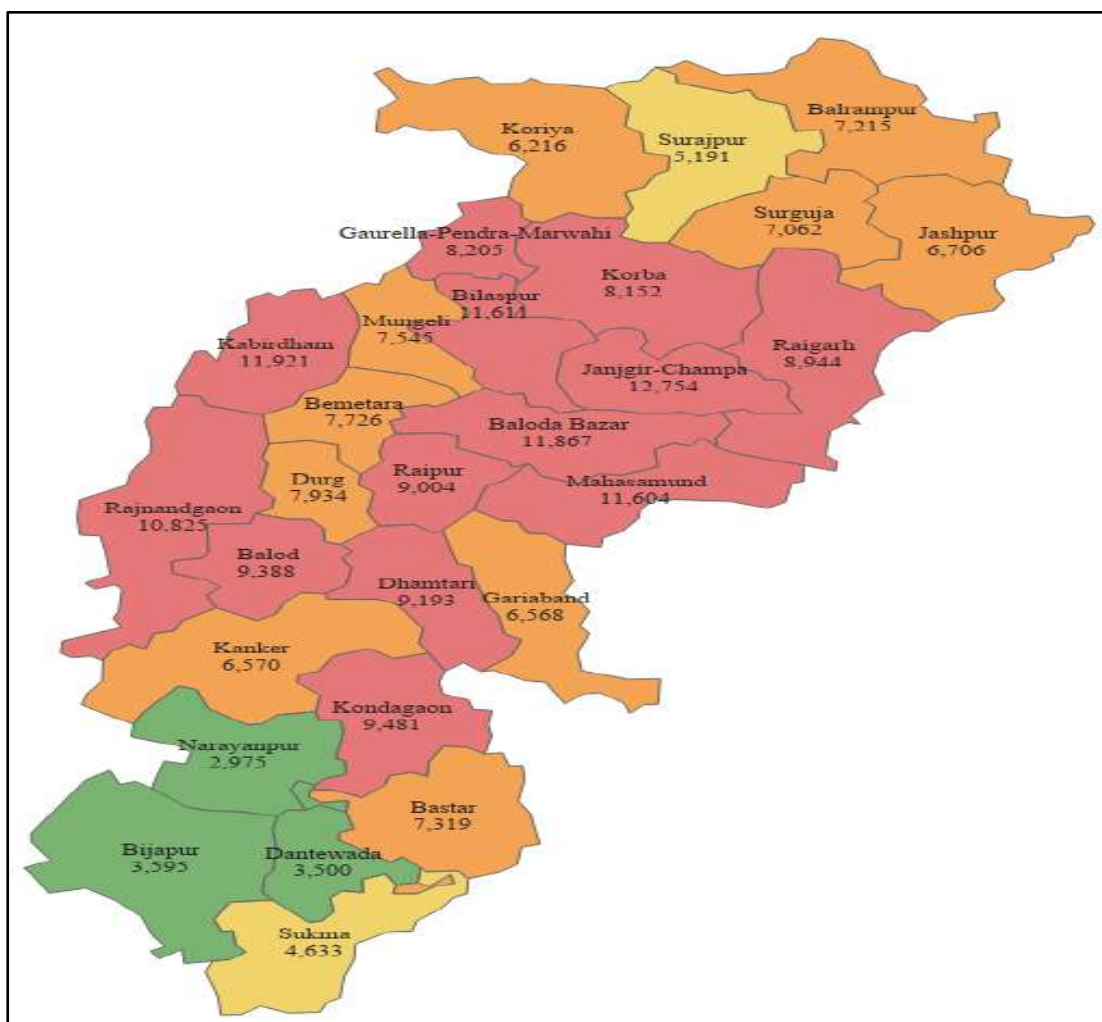 Balrampur
7,215
Koriya
6,216
Surajpur
5,191
Surguja
7,062
Jashpur
6,706
Gaurella-Pendra-Marwahi
8,205
Korba
8,152
Bilaspur
11,611
Mungeli
7,545
Kabirdham
11,921
Raigarh
8,944
Janjgir-Champa
12,754
Bemetara
7,726
Baloda Bazar
11,867
Raipur
9,004
Durg
7,934
Mahasamund
11,604
Rajnandgaon
10,825
Balod
9,388
Dhamtari
9,193
Gariaband
6,568
Kanker
6,570
Kondagaon
9,481
Narayanpur
2,975
Bastar
7,319
Bijapur
3,595
Dantewada
3,500
Sukma
4,633